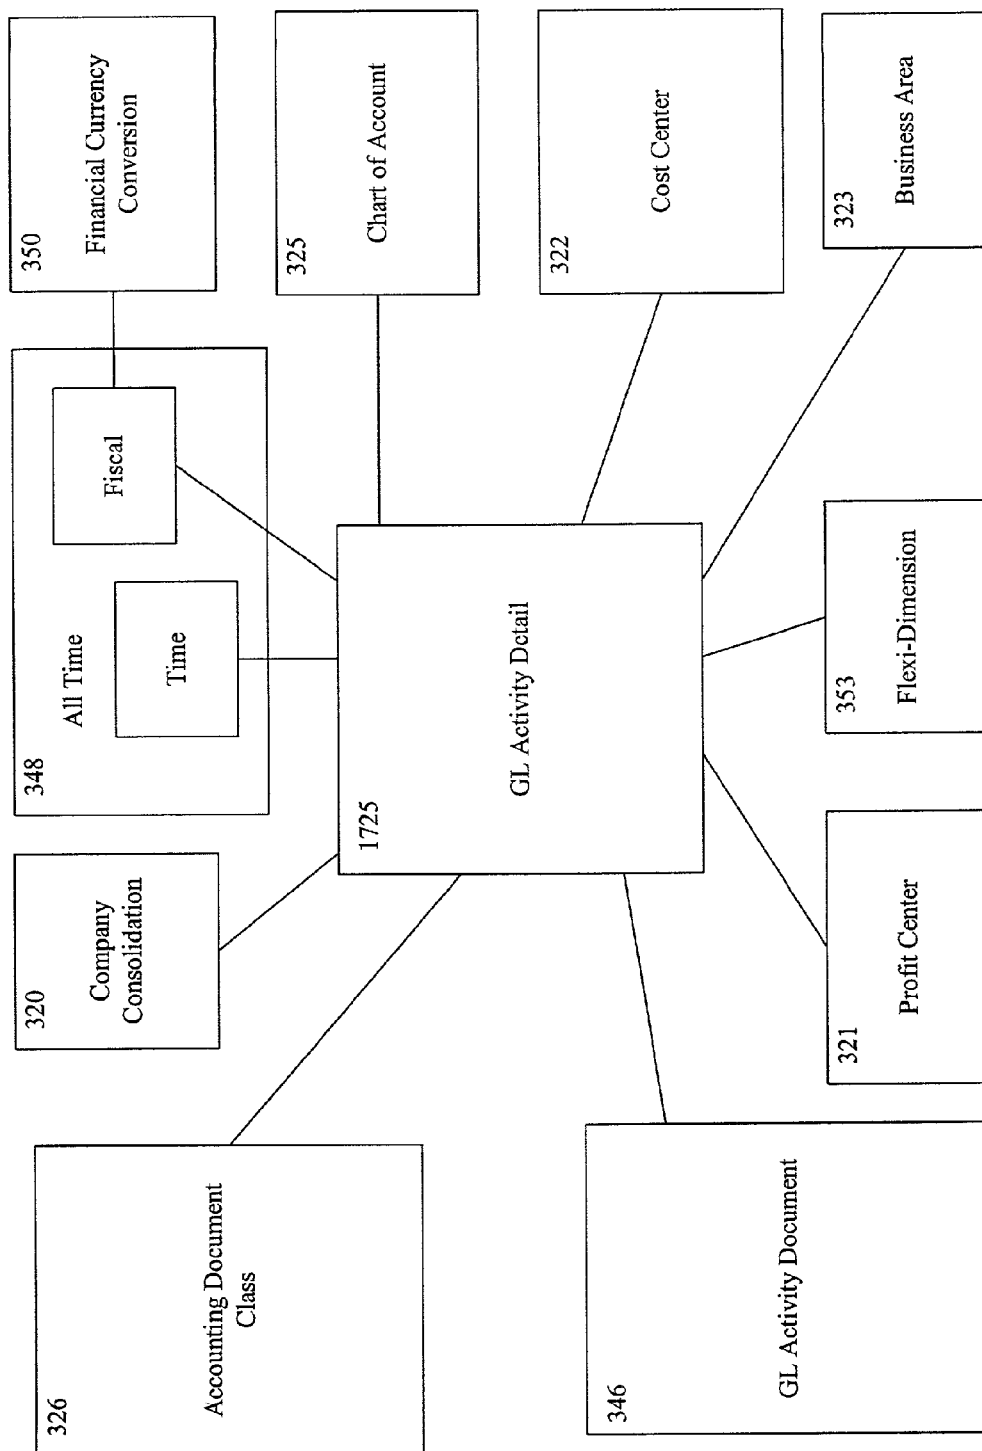 326
Accounting Document
Class
320
Company
Consolidation
348
All Time
Time
Fiscal
350
Financial Currency
Conversion
325
Chart of Account
1725
GL Activity Detail
322
Cost Center
346
GL Activity Document
321
Profit Center
353
Flexi-Dimension
323
Business Area